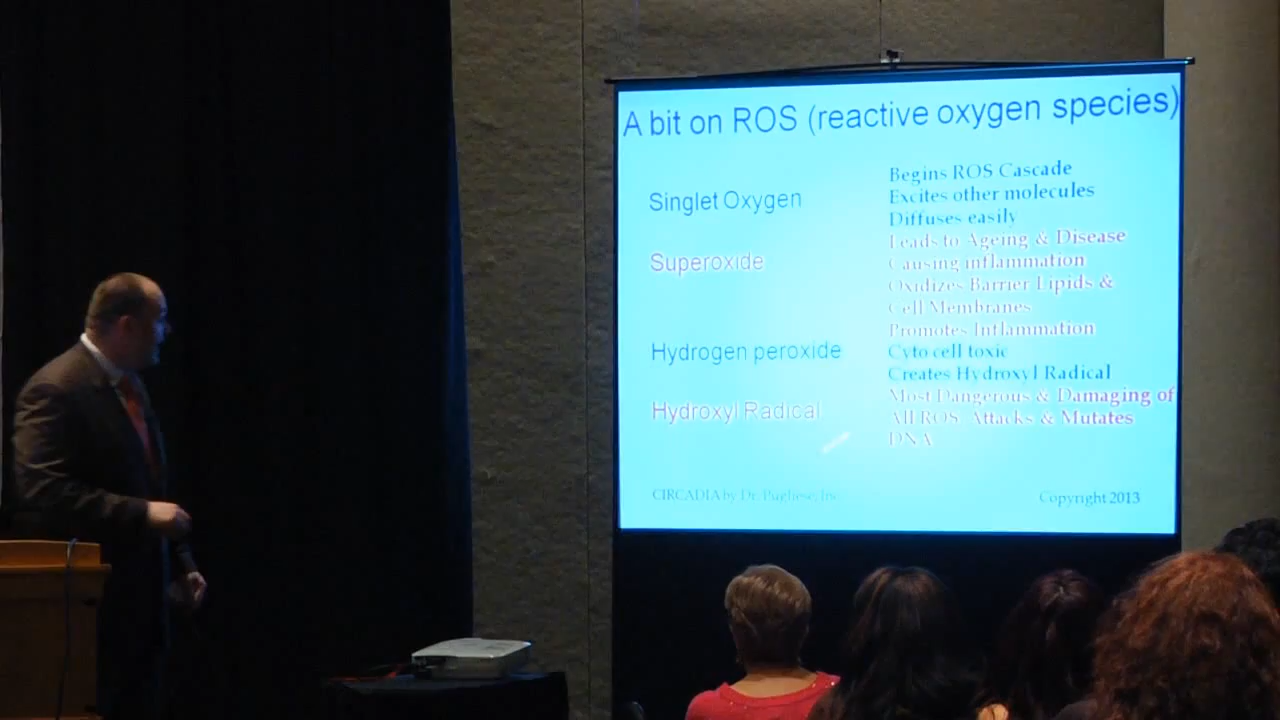 A bit on ROS (reactive oxygen species)
Singlet Oxygen
Begins ROS Cascade
Excites other molecules
Diffuses easily
Superoxide
Leads to Ageing & Disease
Causing inflammation
Oxidizes Barrier Lipids &
Cell Membranes
Promotes Inflammation
Hydrogen peroxide
Cyto cell toxic
Creates Hydroxyl Radical
Hydroxyl Radical
Most Dangerous & Damaging of
All ROS. Attacks & Mutates
DNA
CIRCADIA by Dr. Pugliese, Inc.
Copyright 2013